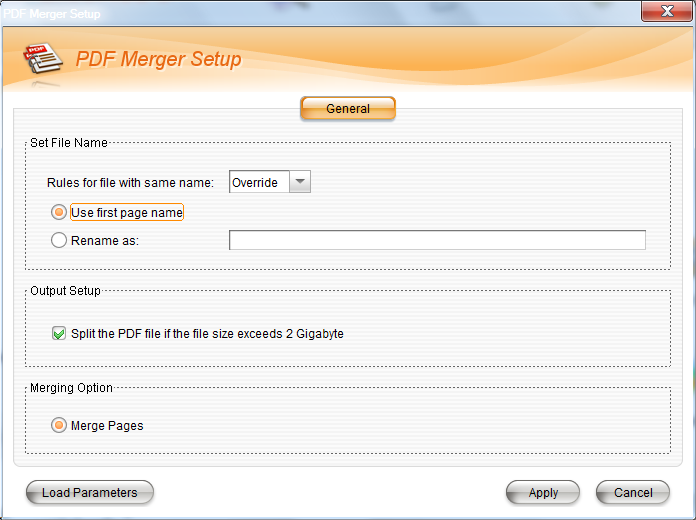 PDF Merger Setup
PDF
PDF Merger Setup
General
Set File Name
Rules for file with same name: Override
Use first page name
Rename as:
Output Setup
Split the PDF file if the file size exceeds 2 Gigabyte
Merging Option
Merge Pages
Load Parameters Apply Cancel